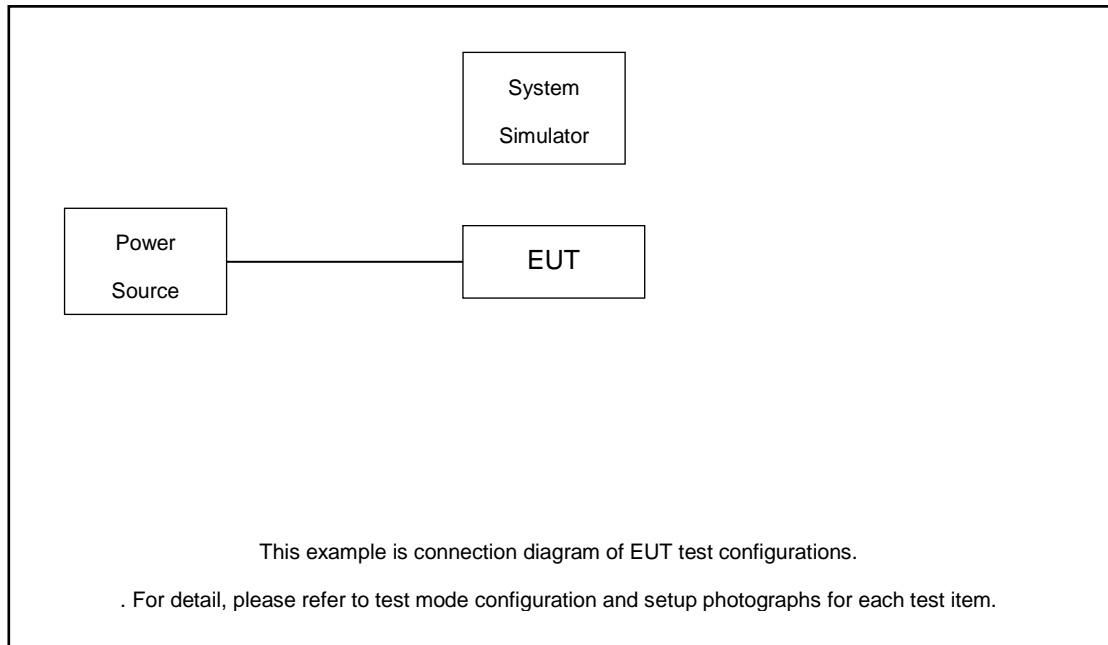 System
Simulator
Power
Source
EUT
This example is connection diagram of EUT test configurations.
. For detail, please refer to test mode configuration and setup photographs for each test item.